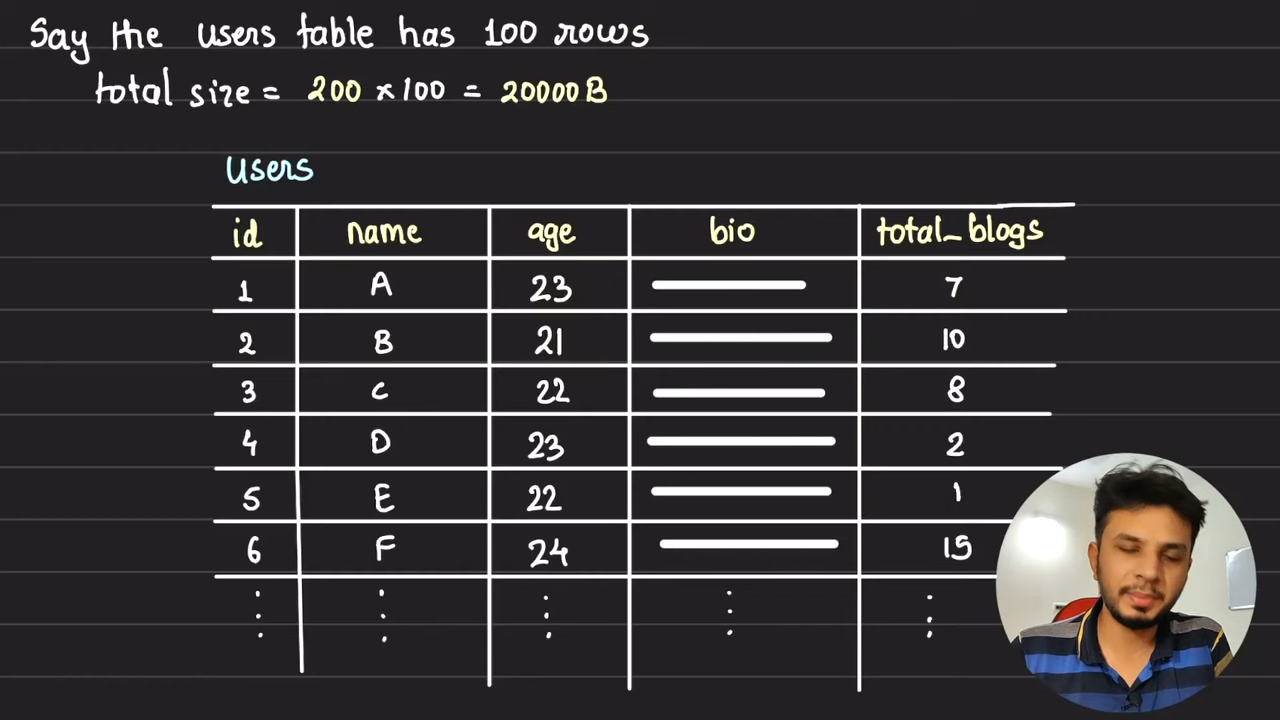 Say the users table has 100 rows
total size = 200 × 100 = 20000 B
Users
id name age bio total_blogs
1 A 23 7
2 B 21 10
3 C 22 8
4 D 23 2
5 E 22 1
6 F 24 15